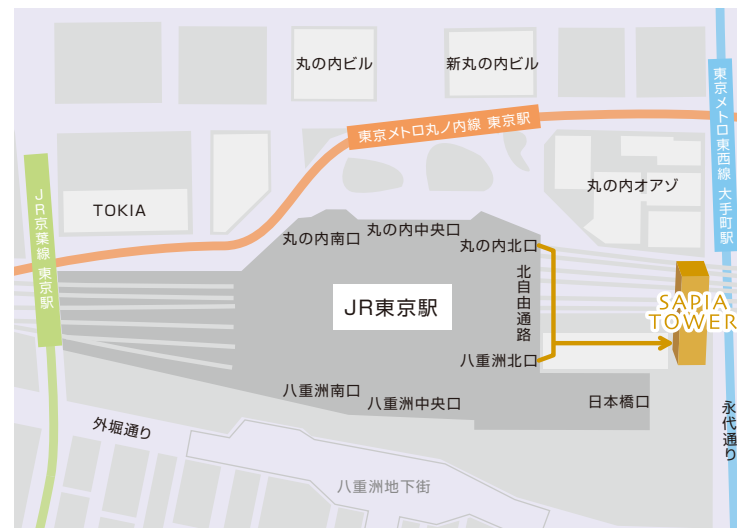 丸の内ビル
新丸の内ビル
東京メトロ東西線 大手町駅
東京メトロ丸ノ内線 東京駅
丸の内オアゾ
TOKIA
JR京葉線 東京駅
丸の内南口
丸の内中央口
丸の内北口
北自由通路
JR東京駅
SAPIA
TOWER
八重洲北口
八重洲南口
八重洲中央口
日本橋口
永代通り
外堀通り
八重洲地下街